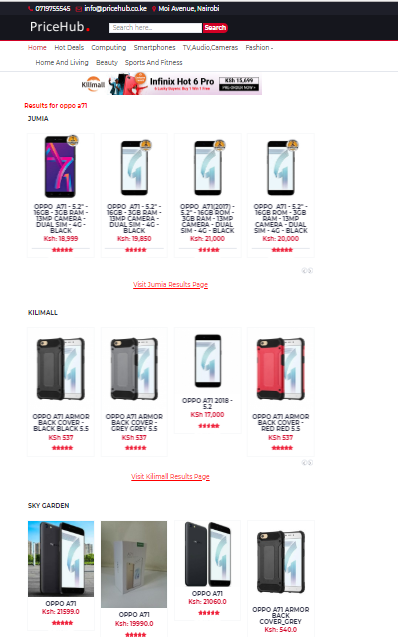 0719755545 info@pricehub.co.ke Moi Avenue, Nairobi
PriceHub.
Search here... Search
Home Hot Deals Computing Smartphones TV,Audio,Cameras Fashion
Home And Living Beauty Sports And Fitness
Kilimall Infinix Hot 6 Pro KSh 15,699
PRE-ORDER NOW >
Results for oppo a71
JUMIA
OPPO A71 - 5.2" - 16GB - 3GB RAM - 13MP CAMERA - DUAL SIM - 4G - BLACK
Ksh: 18,999
OPPO A71 - 5.2" - 16GB - 3GB RAM - 13MP CAMERA - DUAL SIM - 4G - BLACK
Ksh: 19,850
OPPO A71(2017) - 5.2" - 16GB ROM - 3GB RAM - 13MP CAMERA - DUAL SIM - 4G - BLACK
Ksh: 21,000
OPPO A71 - 5.2" - 16GB ROM - 3GB RAM - 13MP CAMERA - DUAL SIM - 4G - BLACK
Ksh: 20,000
Visit Jumia Results Page
KILIMALL
OPPO A71 ARMOR BACK COVER - BLACK BLACK 5.5
KSh 537
OPPO A71 ARMOR BACK COVER - GREY GREY 5.5
KSh 537
OPPO A71 2018 - 5.2
KSh 17,000
OPPO A71 ARMOR BACK COVER - RED RED 5.5
KSh 537
Visit Kilimall Results Page
SKY GARDEN
OPPO A71
Ksh: 21599.0
OPPO A71
Ksh: 19990.0
OPPO A71
Ksh: 21060.0
OPPO A71 ARMOR BACK COVER_GREY
Ksh: 540.0